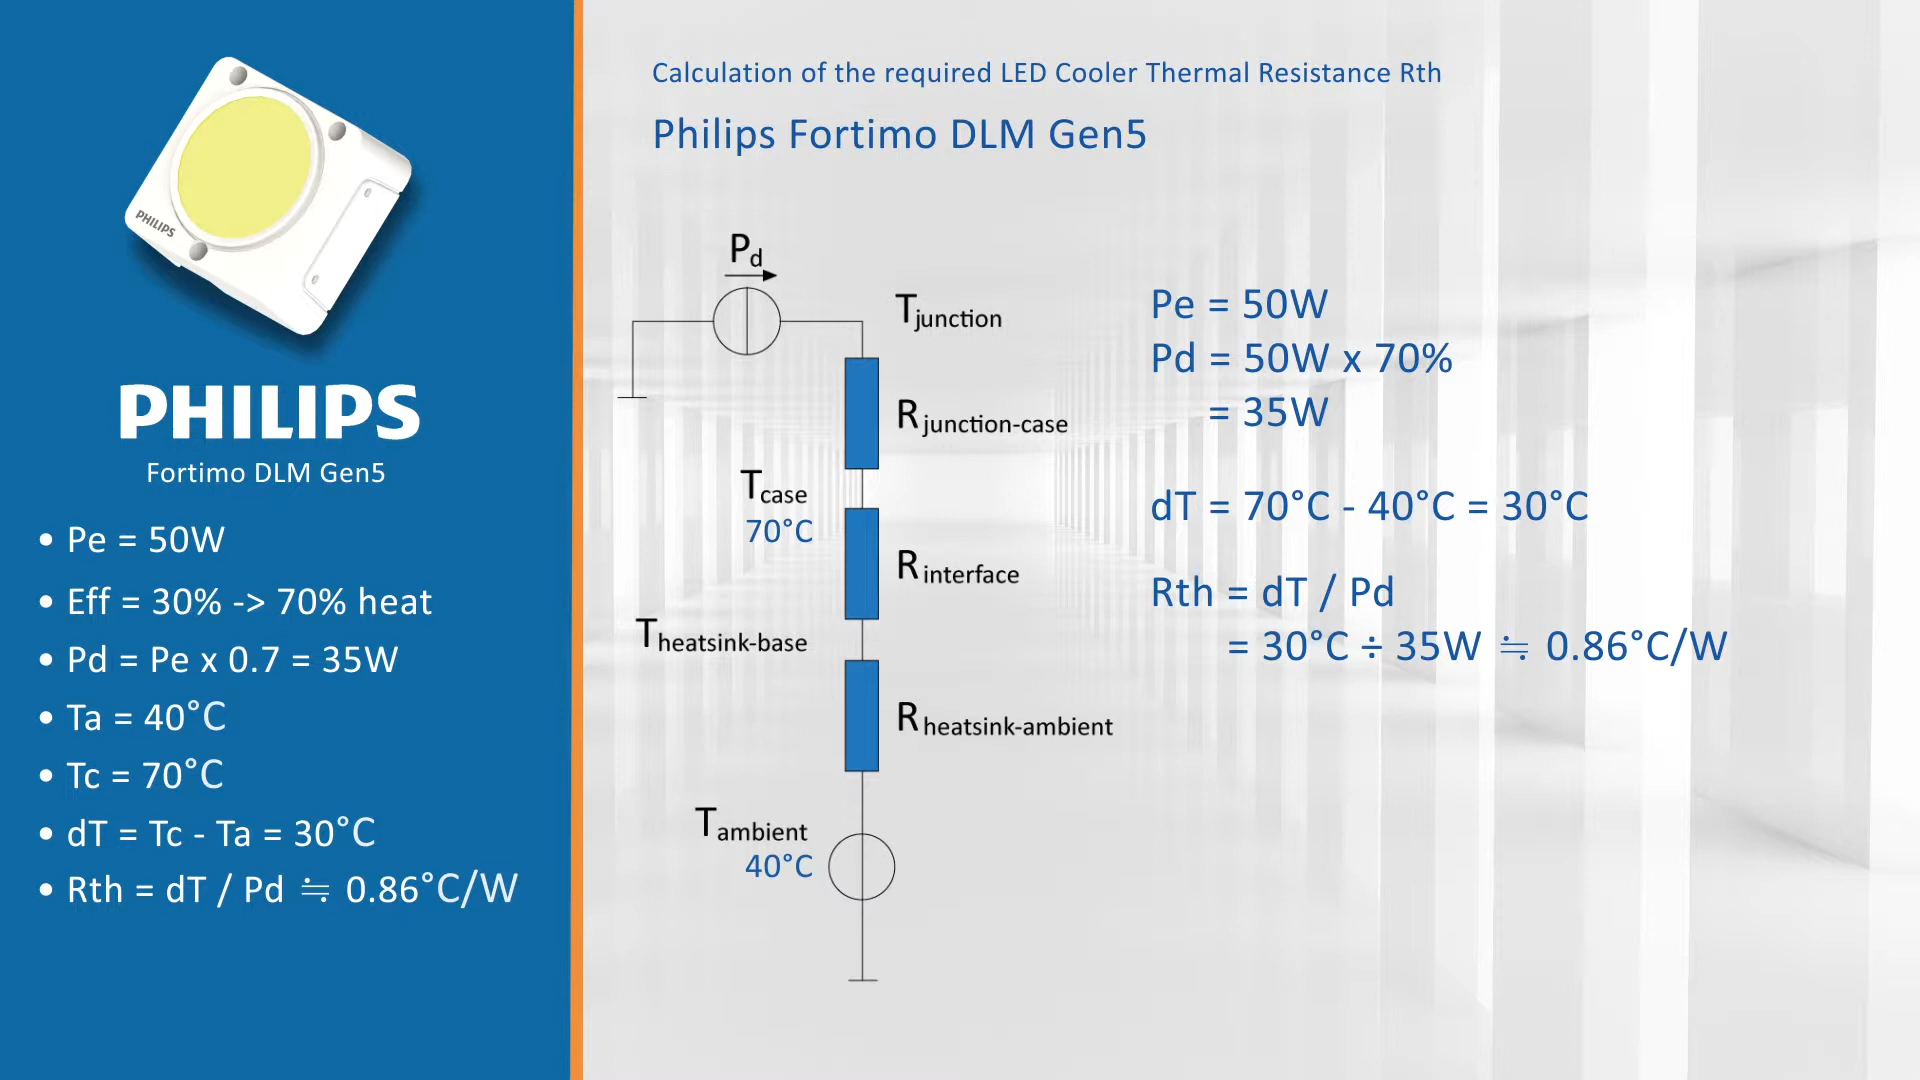 PHILIPS
PHILIPS
Fortimo DLM Gen5
• Pe = 50W
• Eff = 30% -> 70% heat
• Pd = Pe x 0.7 = 35W
• Ta = 40°C
• Tc = 70°C
• dT = Tc - Ta = 30°C
• Rth = dT / Pd ≒ 0.86°C/W
Calculation of the required LED Cooler Thermal Resistance Rth
Philips Fortimo DLM Gen5
Pd
Tjunction
Rjunction-case
Tcase
70°C
Rinterface
Theatsink-base
Rheatsink-ambient
Tambient
40°C
Pe = 50W
Pd = 50W x 70%
= 35W
dT = 70°C - 40°C = 30°C
Rth = dT / Pd
= 30°C ÷ 35W ≒ 0.86°C/W